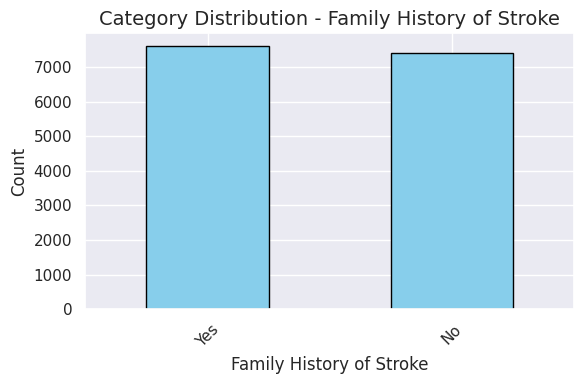 Category Distribution - Family History of Stroke
Count
7000
6000
5000
4000
3000
2000
1000
0
Yes
No
Family History of Stroke